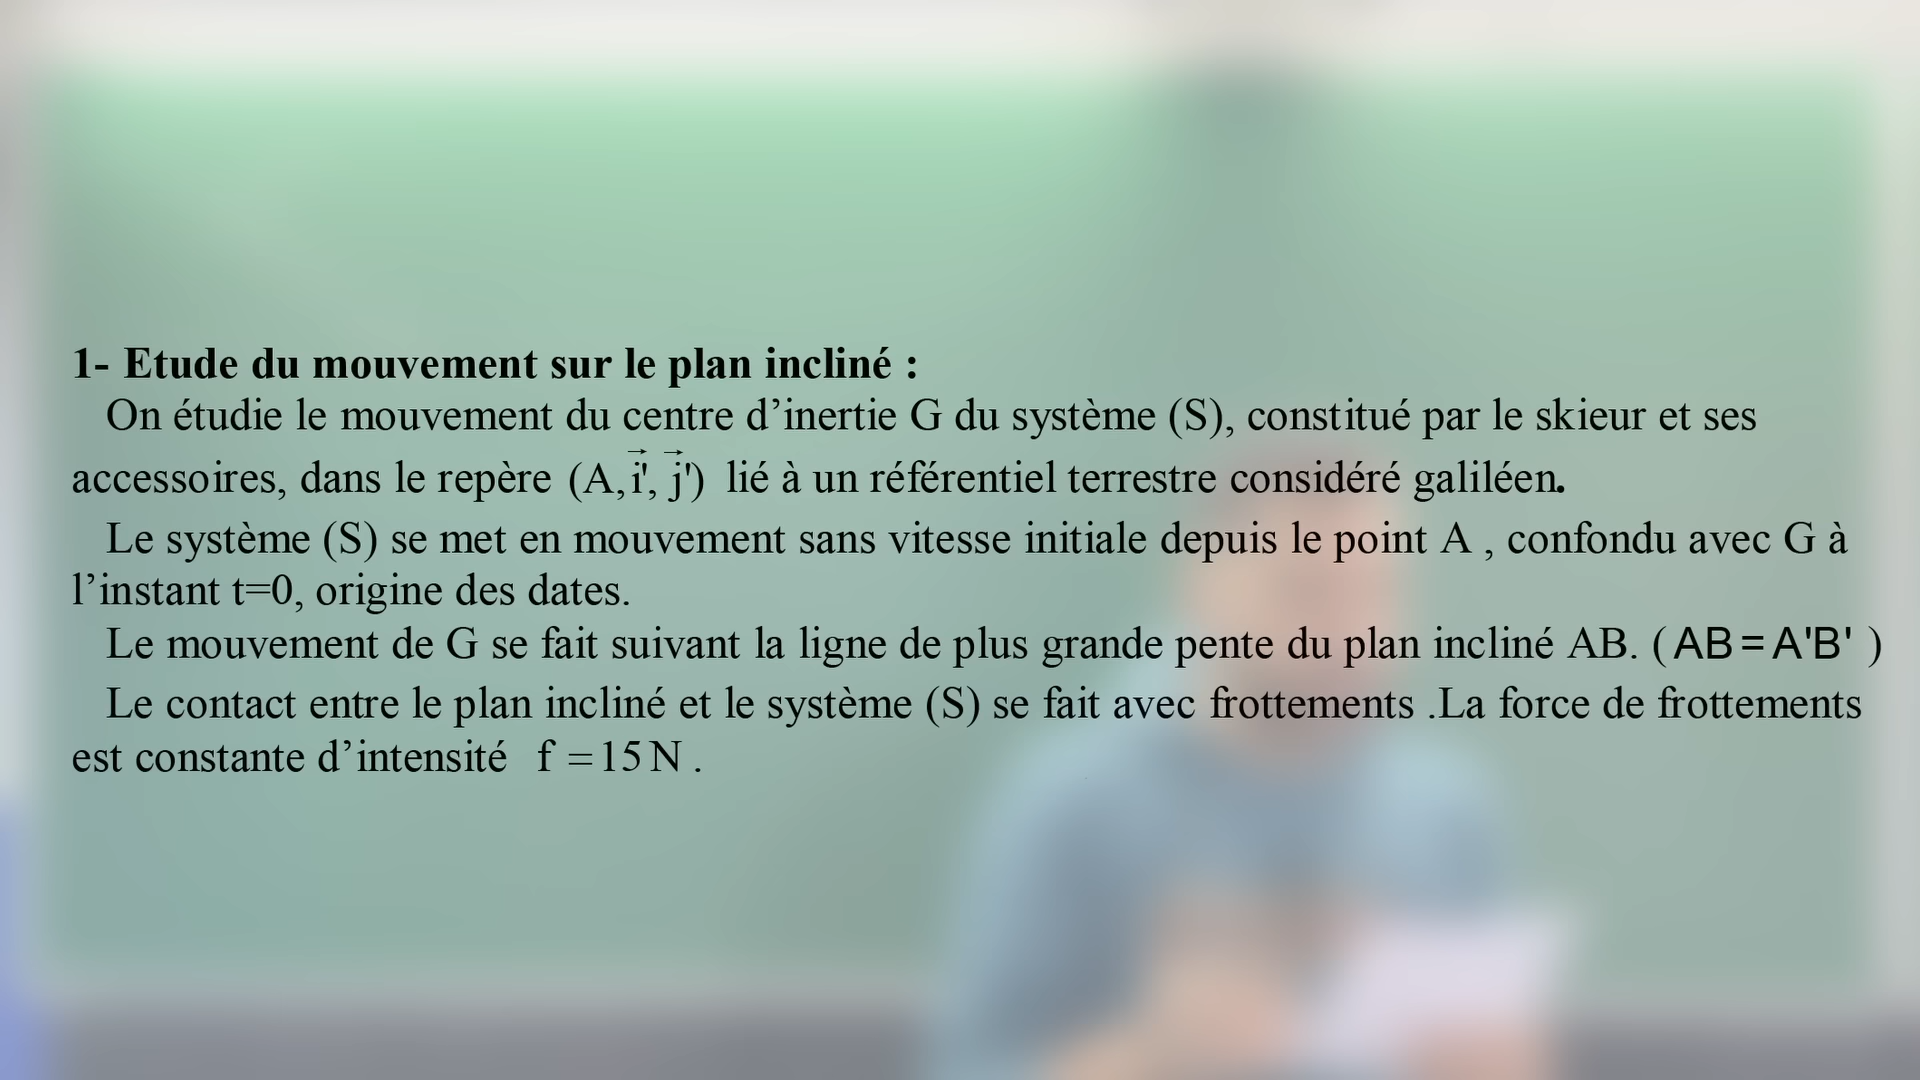 1- Etude du mouvement sur le plan incliné :
On étudie le mouvement du centre d’inertie G du système (S), constitué par le skieur et ses
accessoires, dans le repère (A, i⃗', j⃗') lié à un référentiel terrestre considéré galiléen.
Le système (S) se met en mouvement sans vitesse initiale depuis le point A , confondu avec G à
l’instant t=0, origine des dates.
Le mouvement de G se fait suivant la ligne de plus grande pente du plan incliné AB. ( AB = A'B' )
Le contact entre le plan incliné et le système (S) se fait avec frottements .La force de frottements
est constante d’intensité f = 15 N .